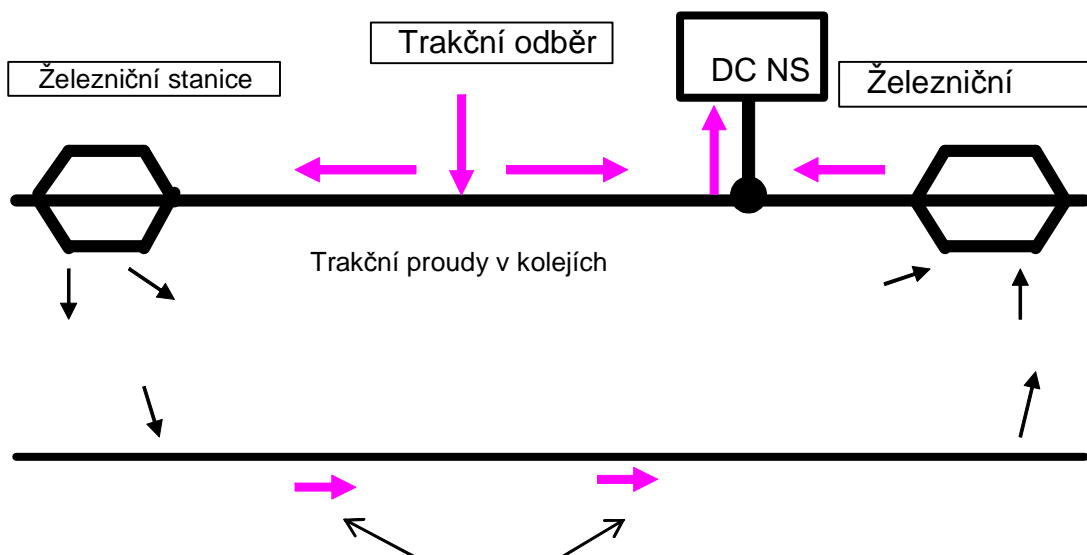 Trakční odběr
Železniční stanice
DC NS
Železniční
Trakční proudy v kolejích